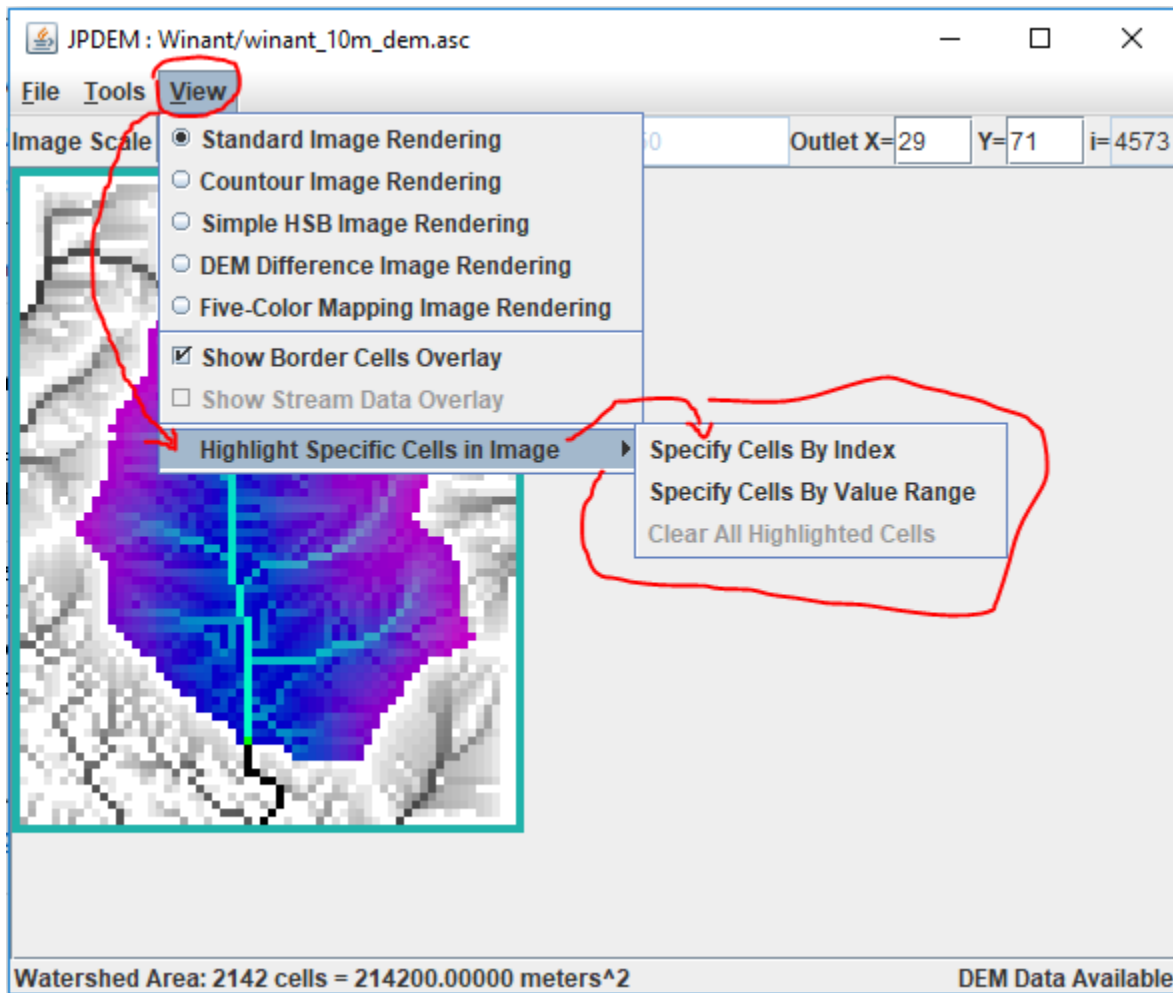 JPDEM : Winant/winant_10m_dem.asc
File Tools View
Image Scale 0 Outlet X= 29 Y= 71 i= 4573
Standard Image Rendering
Countour Image Rendering
Simple HSB Image Rendering
DEM Difference Image Rendering
Five-Color Mapping Image Rendering
Show Border Cells Overlay
Show Stream Data Overlay
Highlight Specific Cells in Image
Specify Cells By Index
Specify Cells By Value Range
Clear All Highlighted Cells
Watershed Area: 2142 cells = 214200.00000 meters^2 DEM Data Available